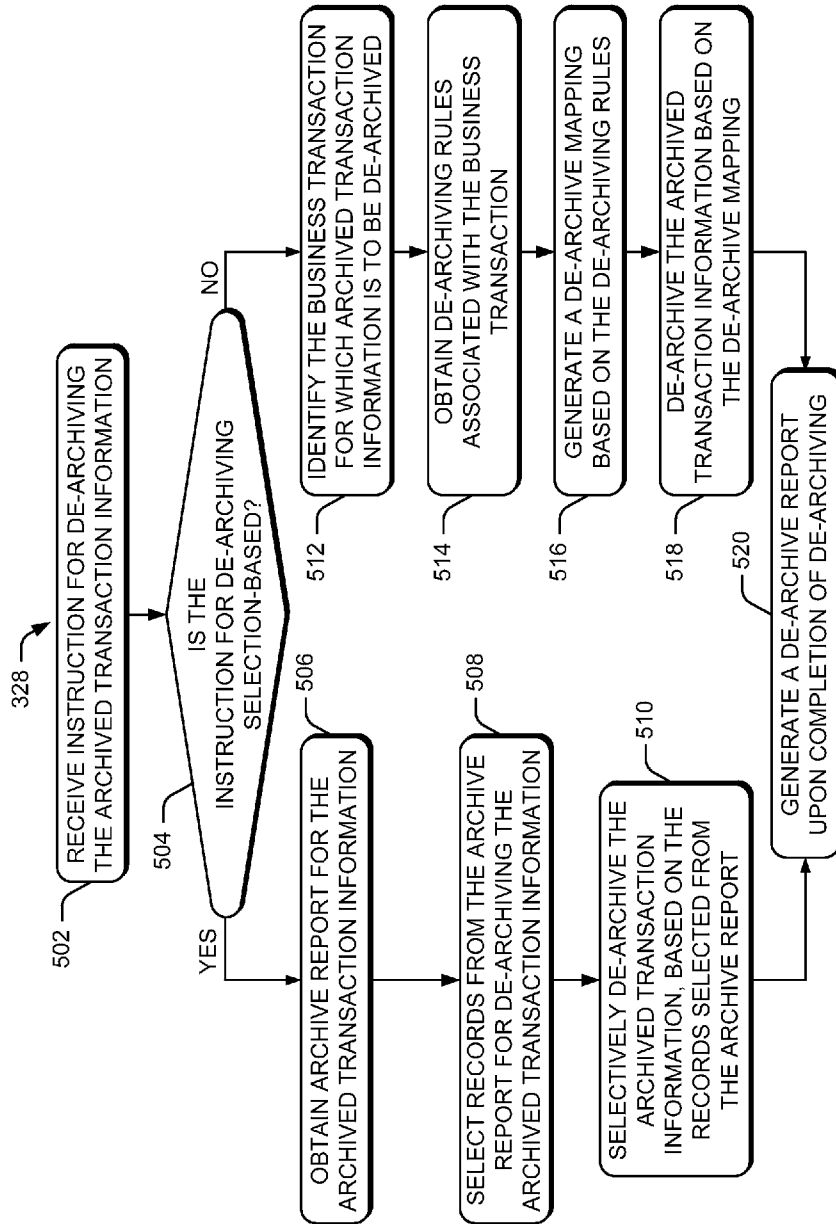 328
RECEIVE INSTRUCTION FOR DE-ARCHIVING
THE ARCHIVED TRANSACTION INFORMATION
502
504
IS THE
INSTRUCTION FOR DE-ARCHIVING
SELECTION-BASED?
YES
NO
506
OBTAIN ARCHIVE REPORT FOR THE
ARCHIVED TRANSACTION INFORMATION
508
SELECT RECORDS FROM THE ARCHIVE
REPORT FOR DE-ARCHIVING THE
ARCHIVED TRANSACTION INFORMATION
510
SELECTIVELY DE-ARCHIVE THE
ARCHIVED TRANSACTION
INFORMATION, BASED ON THE
RECORDS SELECTED FROM
THE ARCHIVE REPORT
512
IDENTIFY THE BUSINESS TRANSACTION
FOR WHICH ARCHIVED TRANSACTION
INFORMATION IS TO BE DE-ARCHIVED
514
OBTAIN DE-ARCHIVING RULES
ASSOCIATED WITH THE BUSINESS
TRANSACTION
516
GENERATE A DE-ARCHIVE MAPPING
BASED ON THE DE-ARCHIVING RULES
518
DE-ARCHIVE THE ARCHIVED
TRANSACTION INFORMATION BASED ON
THE DE-ARCHIVE MAPPING
520
GENERATE A DE-ARCHIVE REPORT
UPON COMPLETION OF DE-ARCHIVING